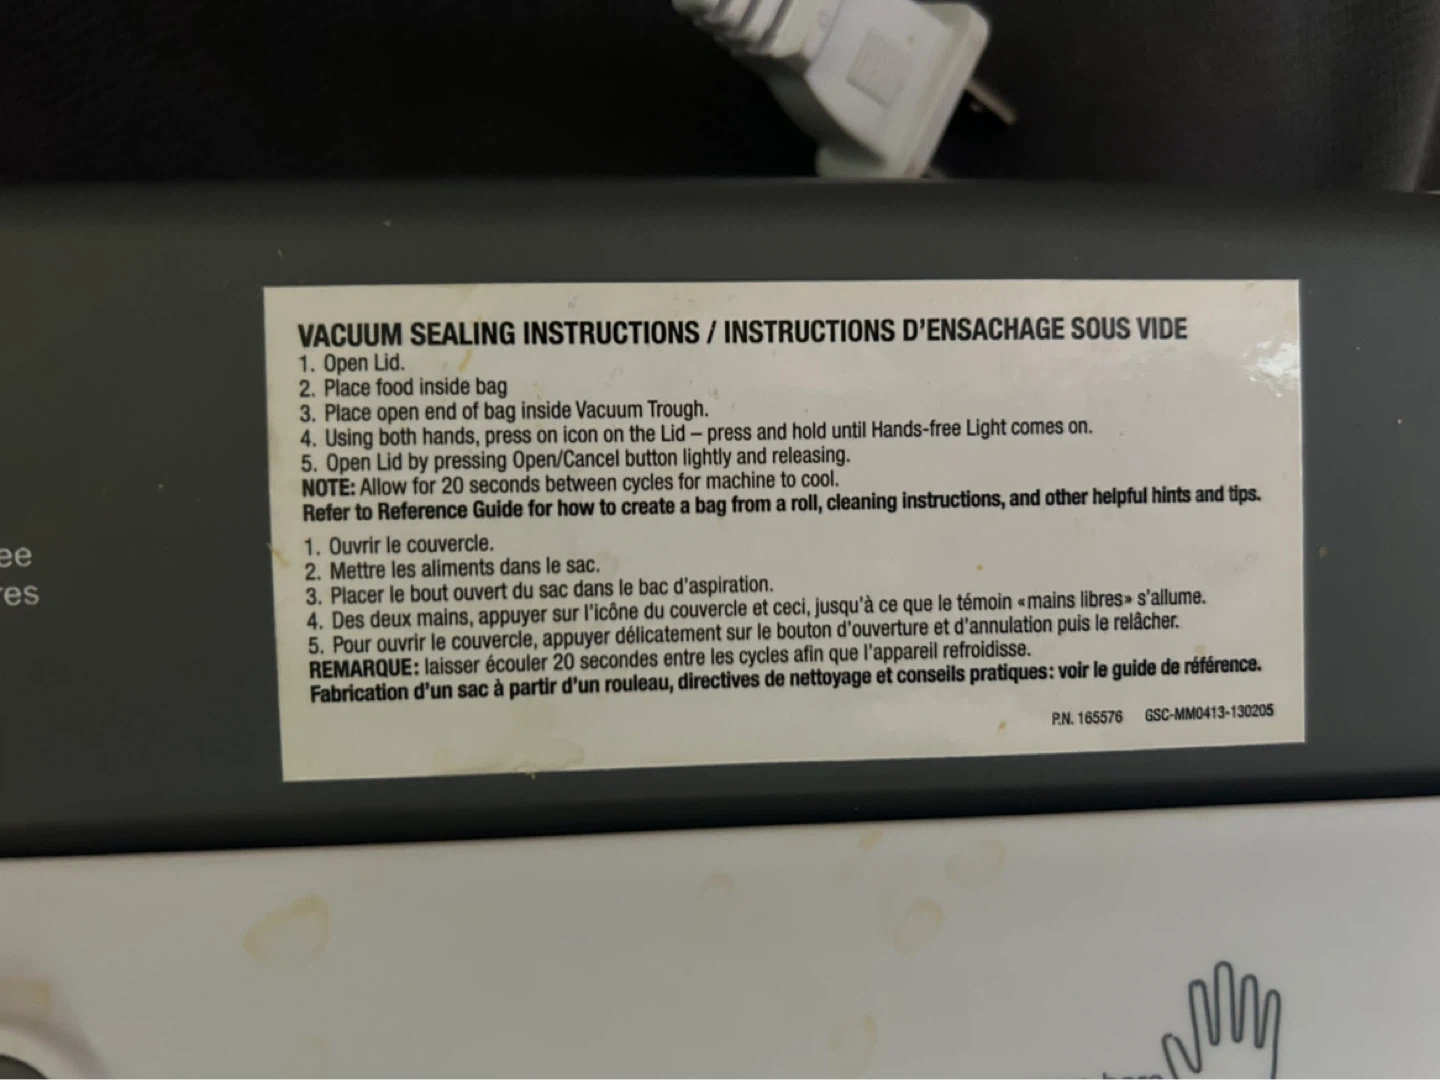 VACUUM SEALING INSTRUCTIONS / INSTRUCTIONS D'ENSACHAGE SOUS VIDE
1. Open Lid.
2. Place food inside bag
3. Place open end of bag inside Vacuum Trough.
4. Using both hands, press on icon on the Lid – press and hold until Hands-free Light comes on.
5. Open Lid by pressing Open/Cancel button lightly and releasing.
NOTE: Allow for 20 seconds between cycles for machine to cool.
Refer to Reference Guide for how to create a bag from a roll, cleaning instructions, and other helpful hints and tips.
1. Ouvrir le couvercle.
2. Mettre les aliments dans le sac.
3. Placer le bout ouvert du sac dans le bac d'aspiration.
4. Des deux mains, appuyer sur l'icône du couvercle et ceci, jusqu'à ce que le témoin «mains libres» s'allume.
5. Pour ouvrir le couvercle, appuyer délicatement sur le bouton d'ouverture et d'annulation puis le relâcher.
REMARQUE: laisser écouler 20 secondes entre les cycles afin que l'appareil refroidisse.
Fabrication d'un sac à partir d'un rouleau, directives de nettoyage et conseils pratiques: voir le guide de référence.
P.N. 165576 GSC-MM0413-130205